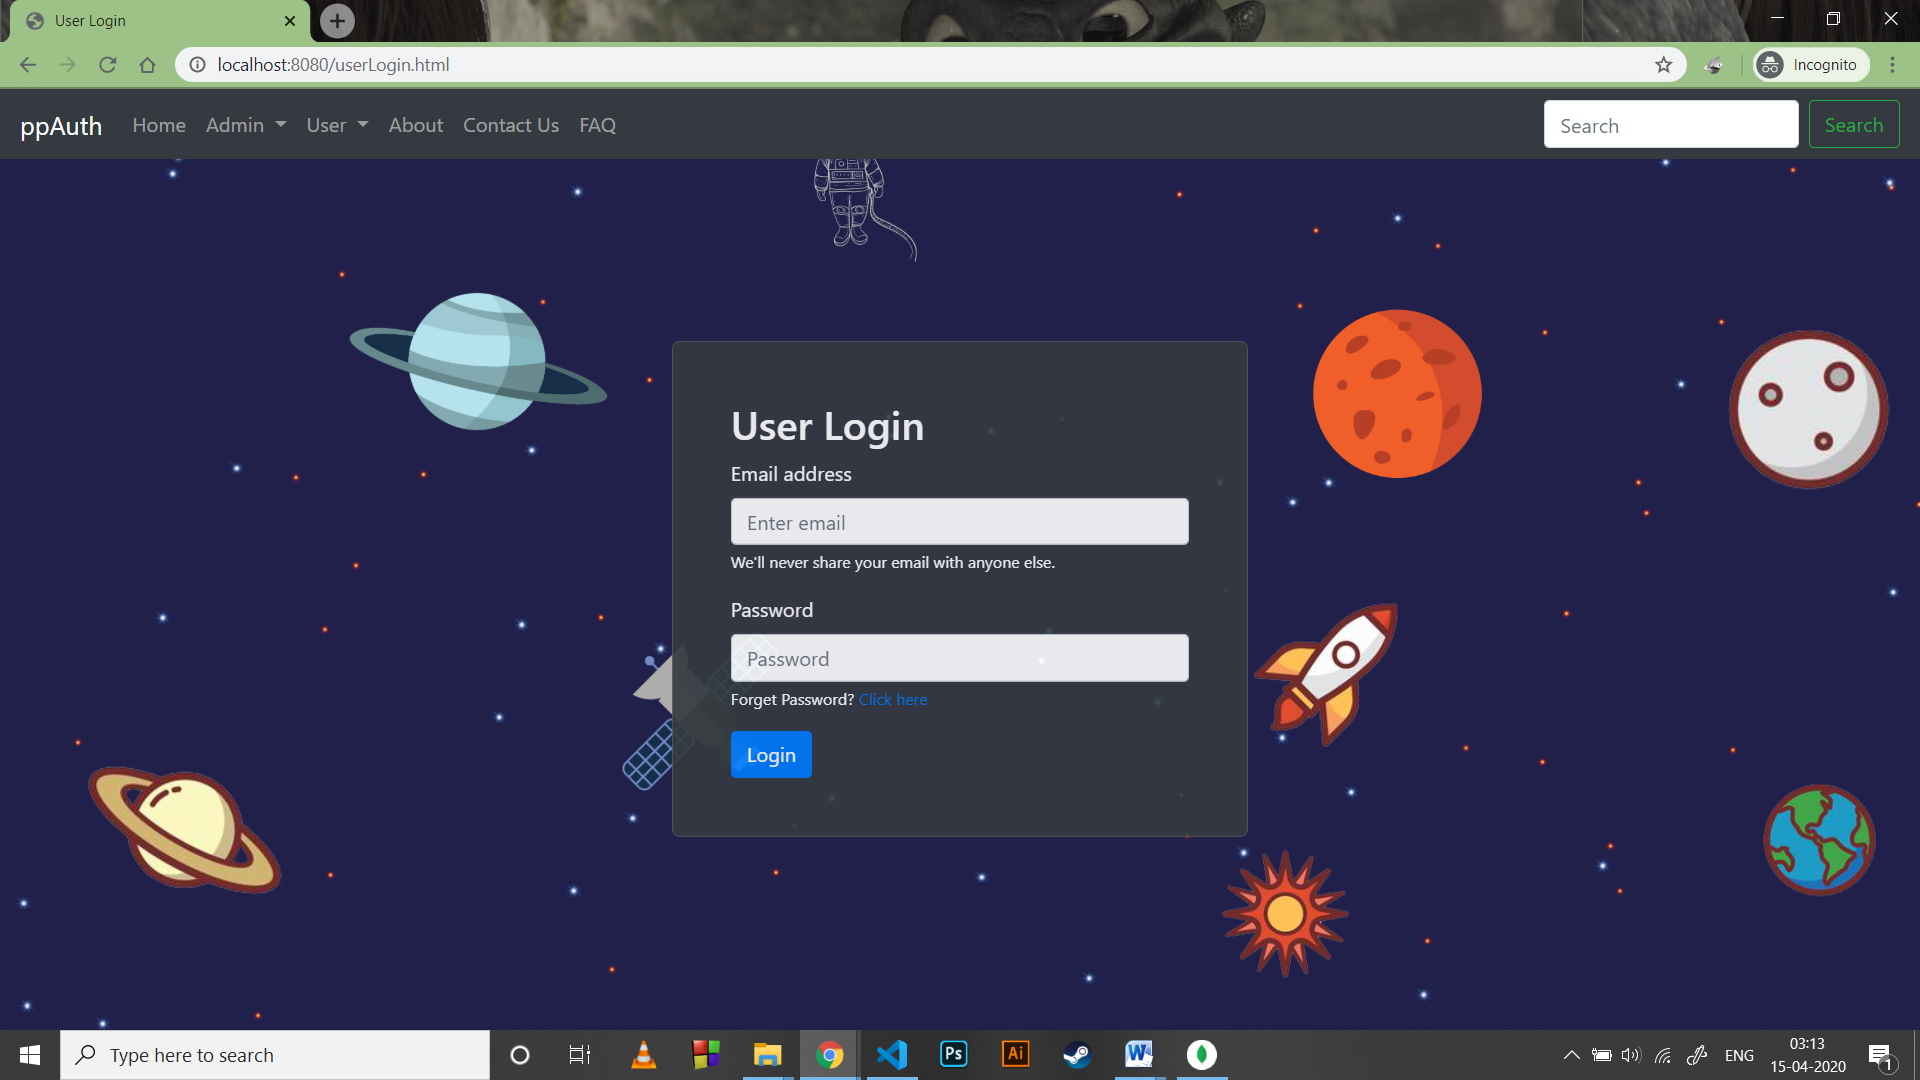 User Login
localhost:8080/userLogin.html
Incognito
ppAuth Home Admin User About Contact Us FAQ
Search
Search
User Login
Email address
Enter email
We'll never share your email with anyone else.
Password
Password
Forget Password? Click here
Login
Type here to search
Ps
Ai
W
ENG
03:13
15-04-2020
1